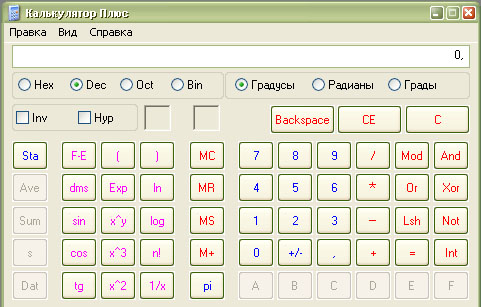 Калькулятор Плюс
Правка Вид Справка
0,
Hex Dec Oct Bin Градусы Радианы Грады
Inv Hyp Backspace CE C
Sta F-E ( ) MC 7 8 9 / Mod And
Ave dms Exp ln MR 4 5 6 * Or Xor
Sum sin x^y log MS 1 2 3 − Lsh Not
s cos x^3 n! M+ 0 +/- , + = Int
Dat tg x^2 1/x pi A B C D E F